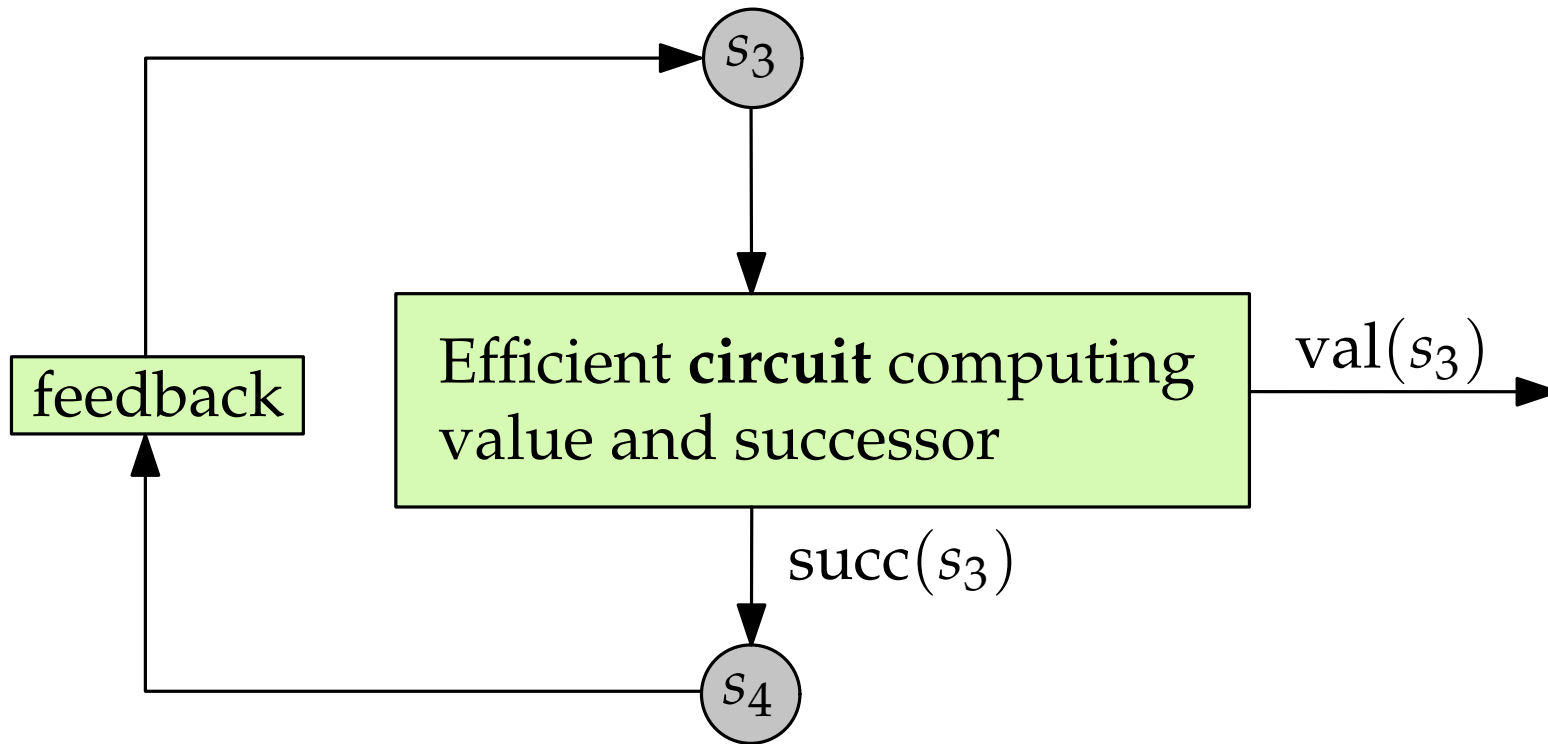 s₃
Efficient circuit computing
value and successor
val(s₃)
feedback
succ(s₃)
s₄